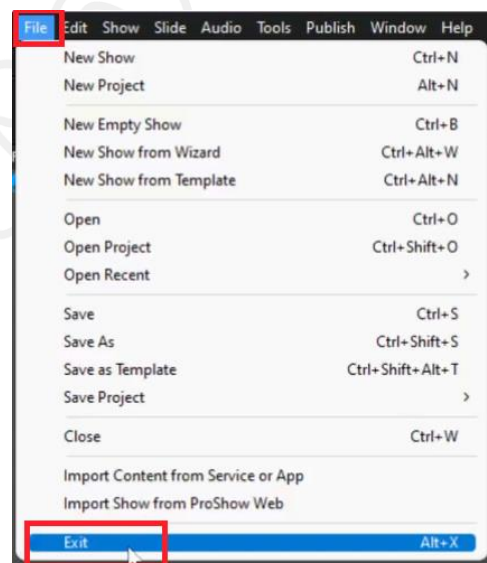 File Edit Show Slide Audio Tools Publish Window Help
New Show Ctrl+N
New Project Alt+N
New Empty Show Ctrl+B
New Show from Wizard Ctrl+Alt+W
New Show from Template Ctrl+Alt+N
Open Ctrl+O
Open Project Ctrl+Shift+O
Open Recent >
Save Ctrl+S
Save As Ctrl+Shift+S
Save as Template Ctrl+Shift+Alt+T
Save Project >
Close Ctrl+W
Import Content from Service or App
Import Show from ProShow Web
Exit Alt+X